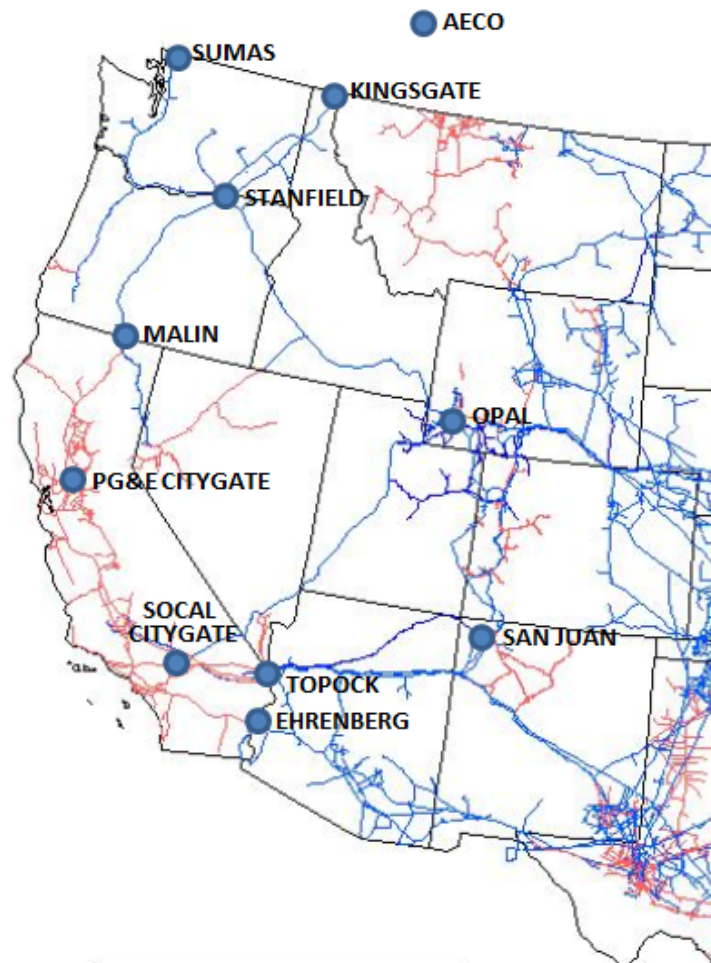 AECO
SUMAS
KINGSGATE
STANFIELD
MALIN
OPAL
PG&E CITYGATE
SOCAL
CITYGATE
SAN JUAN
TOPOCK
EHRENBERG